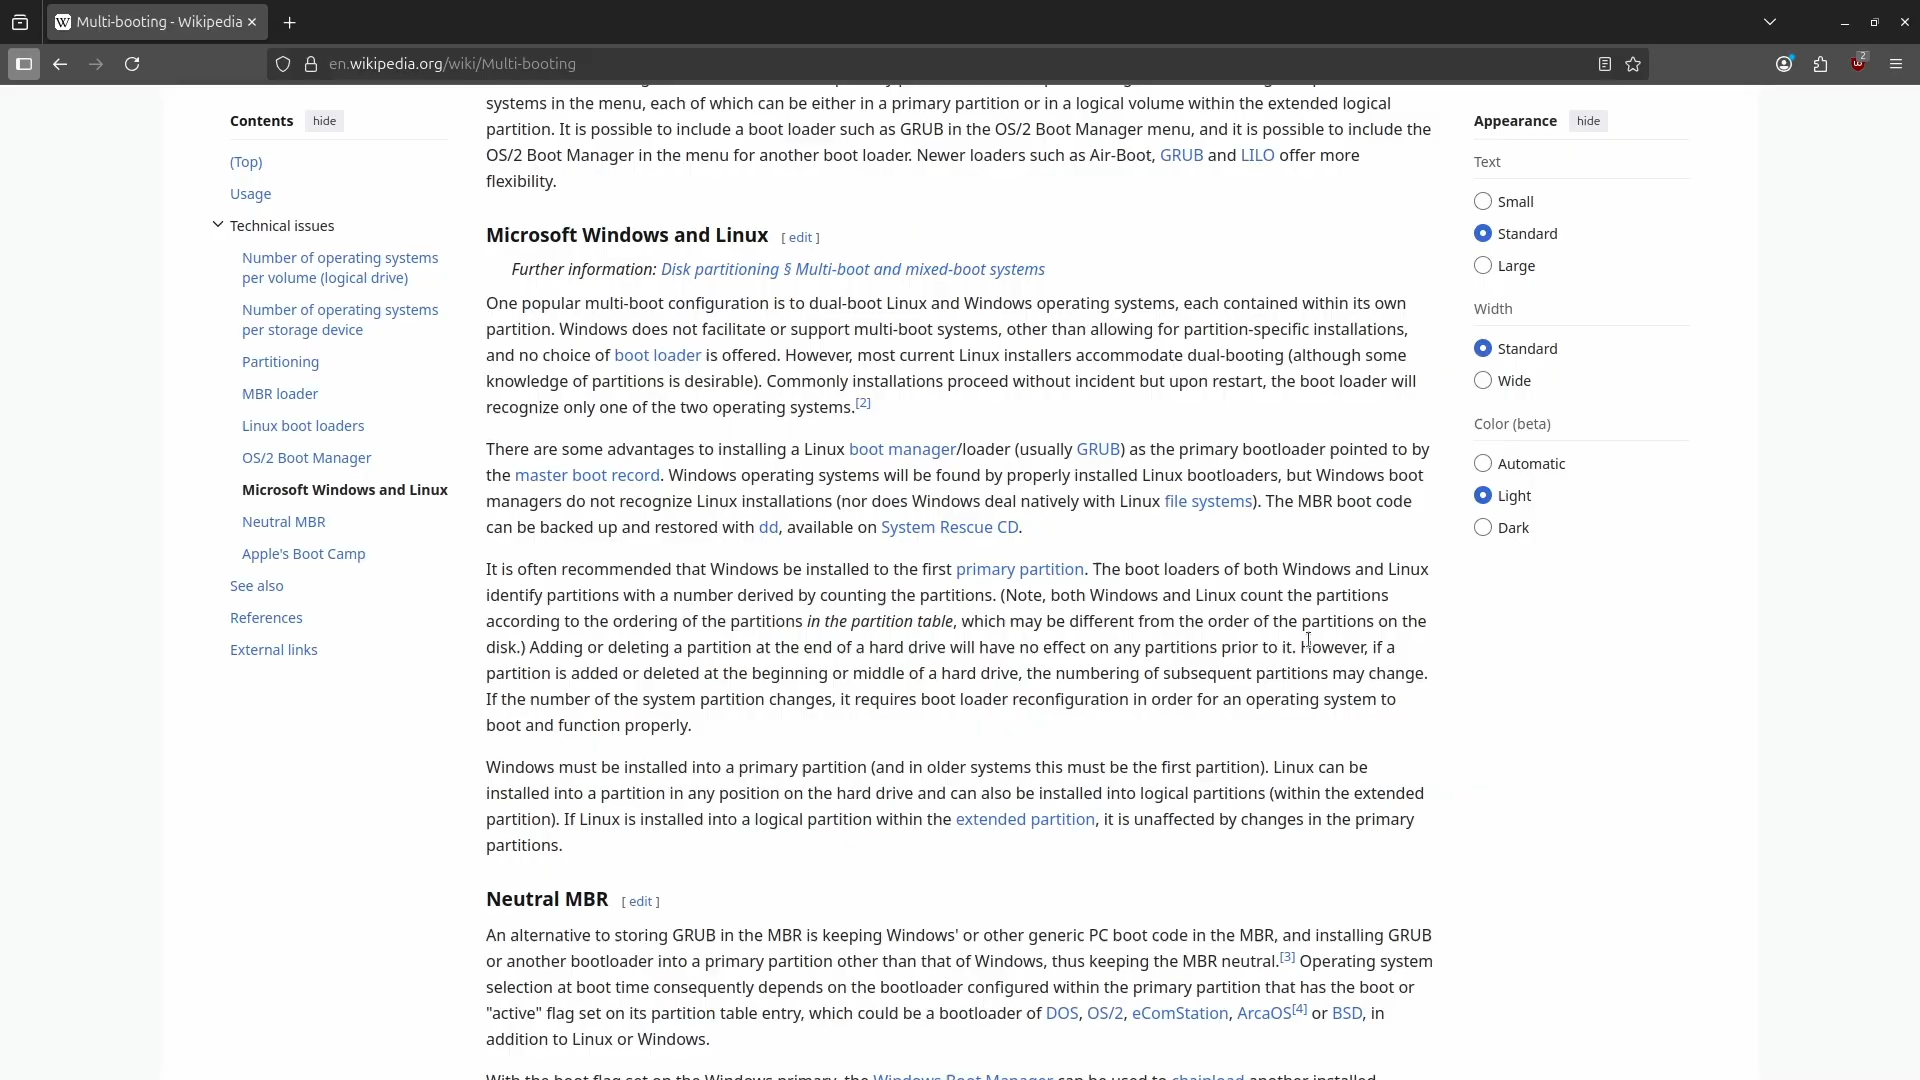 Multi-booting - Wikipedia
en.wikipedia.org/wiki/Multi-booting
2
Contents
hide
(Top)
Usage
Technical issues
Number of operating systems
per volume (logical drive)
Number of operating systems
per storage device
Partitioning
MBR loader
Linux boot loaders
OS/2 Boot Manager
Microsoft Windows and Linux
Neutral MBR
Apple's Boot Camp
See also
References
External links
systems in the menu, each of which can be either in a primary partition or in a logical volume within the extended logical
partition. It is possible to include a boot loader such as GRUB in the OS/2 Boot Manager menu, and it is possible to include the
OS/2 Boot Manager in the menu for another boot loader. Newer loaders such as Air-Boot, GRUB and LILO offer more
flexibility.
Microsoft Windows and Linux [ edit ]
Further information: Disk partitioning § Multi-boot and mixed-boot systems
One popular multi-boot configuration is to dual-boot Linux and Windows operating systems, each contained within its own
partition. Windows does not facilitate or support multi-boot systems, other than allowing for partition-specific installations,
and no choice of boot loader is offered. However, most current Linux installers accommodate dual-booting (although some
knowledge of partitions is desirable). Commonly installations proceed without incident but upon restart, the boot loader will
recognize only one of the two operating systems.[2]
There are some advantages to installing a Linux boot manager/loader (usually GRUB) as the primary bootloader pointed to by
the master boot record. Windows operating systems will be found by properly installed Linux bootloaders, but Windows boot
managers do not recognize Linux installations (nor does Windows deal natively with Linux file systems). The MBR boot code
can be backed up and restored with dd, available on System Rescue CD.
It is often recommended that Windows be installed to the first primary partition. The boot loaders of both Windows and Linux
identify partitions with a number derived by counting the partitions. (Note, both Windows and Linux count the partitions
according to the ordering of the partitions in the partition table, which may be different from the order of the partitions on the
disk.) Adding or deleting a partition at the end of a hard drive will have no effect on any partitions prior to it. However, if a
partition is added or deleted at the beginning or middle of a hard drive, the numbering of subsequent partitions may change.
If the number of the system partition changes, it requires boot loader reconfiguration in order for an operating system to
boot and function properly.
Windows must be installed into a primary partition (and in older systems this must be the first partition). Linux can be
installed into a partition in any position on the hard drive and can also be installed into logical partitions (within the extended
partition). If Linux is installed into a logical partition within the extended partition, it is unaffected by changes in the primary
partitions.
Neutral MBR [ edit ]
An alternative to storing GRUB in the MBR is keeping Windows' or other generic PC boot code in the MBR, and installing GRUB
or another bootloader into a primary partition other than that of Windows, thus keeping the MBR neutral.[3] Operating system
selection at boot time consequently depends on the bootloader configured within the primary partition that has the boot or
"active" flag set on its partition table entry, which could be a bootloader of DOS, OS/2, eComStation, ArcaOS[4] or BSD, in
addition to Linux or Windows.
With the boot flag set on the Windows primary, the Windows Boot Manager can be used to chainload another installed
Appearance
hide
Text
Small
Standard
Large
Width
Standard
Wide
Color (beta)
Automatic
Light
Dark